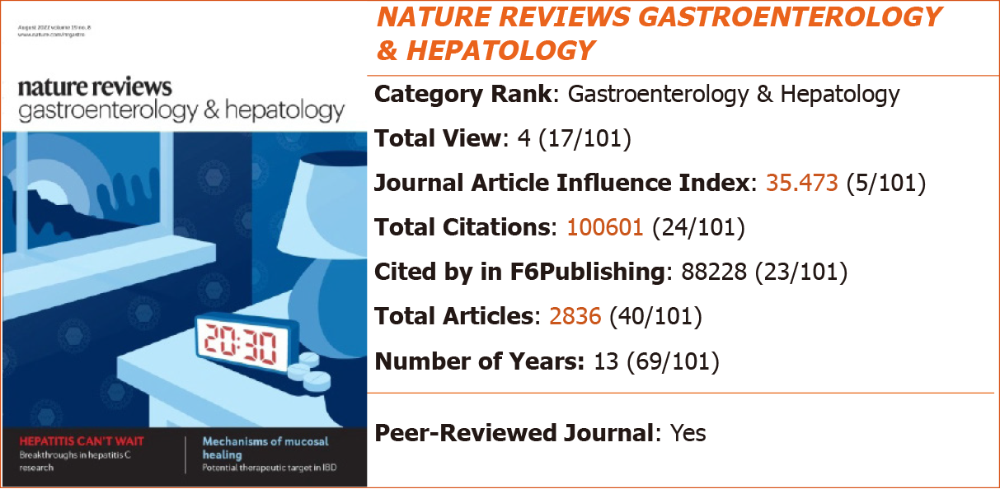 August 2022 volume 19 no. 8
www.nature.com/nrgastro
nature reviews
gastroenterology & hepatology
20:30
HEPATITIS CAN'T WAIT
Breakthroughs in hepatitis C
research
Mechanisms of mucosal
healing
Potential therapeutic target in IBD
NATURE REVIEWS GASTROENTEROLOGY
& HEPATOLOGY
Category Rank: Gastroenterology & Hepatology
Total View: 4 (17/101)
Journal Article Influence Index: 35.473 (5/101)
Total Citations: 100601 (24/101)
Cited by in F6Publishing: 88228 (23/101)
Total Articles: 2836 (40/101)
Number of Years: 13 (69/101)
Peer-Reviewed Journal: Yes